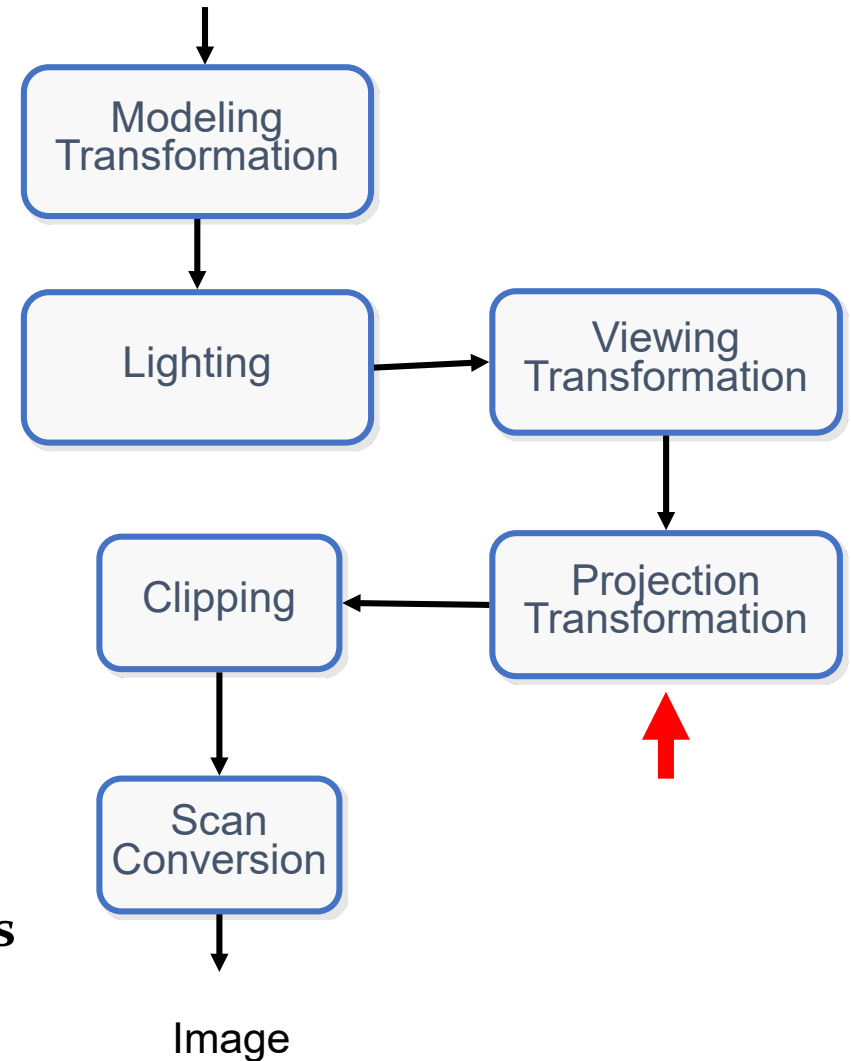 Modeling
Transformation
Lighting
Viewing
Transformation
Projection
Transformation
Clipping
Scan
Conversion
s
Image